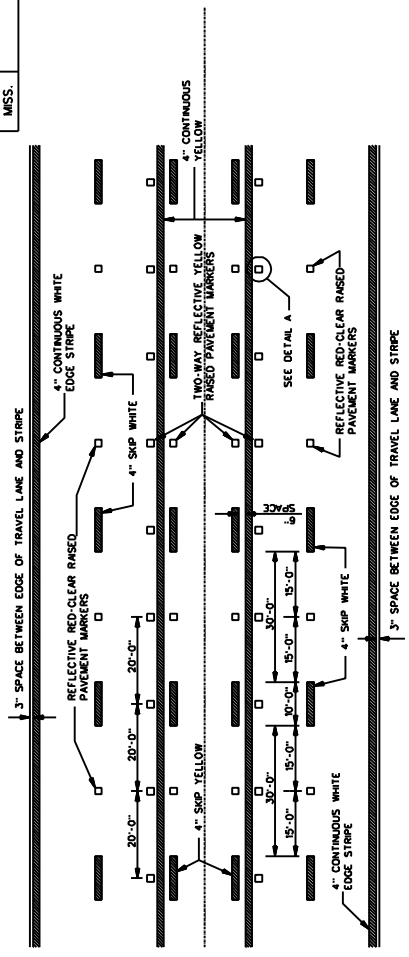 MISS.
3" SPACE BETWEEN EDGE OF TRAVEL LANE AND STRIPE
4" CONTINUOUS WHITE
EDGE STRIPE
REFLECTIVE RED-CLEAR RAISED
PAVEMENT MARKERS
4" SKIP WHITE
4" CONTINUOUS
YELLOW
20'-0"
20'-0"
20'-0"
TWO-WAY REFLECTIVE YELLOW
RAISED PAVEMENT MARKERS
4" SKIP YELLOW
6"
SPACE
SEE DETAIL A
30'-0"
30'-0"
15'-0"
15'-0"
10'-0"
15'-0"
15'-0"
4" SKIP WHITE
REFLECTIVE RED-CLEAR RAISED
PAVEMENT MARKERS
4" CONTINUOUS WHITE
EDGE STRIPE
3" SPACE BETWEEN EDGE OF TRAVEL LANE AND STRIPE